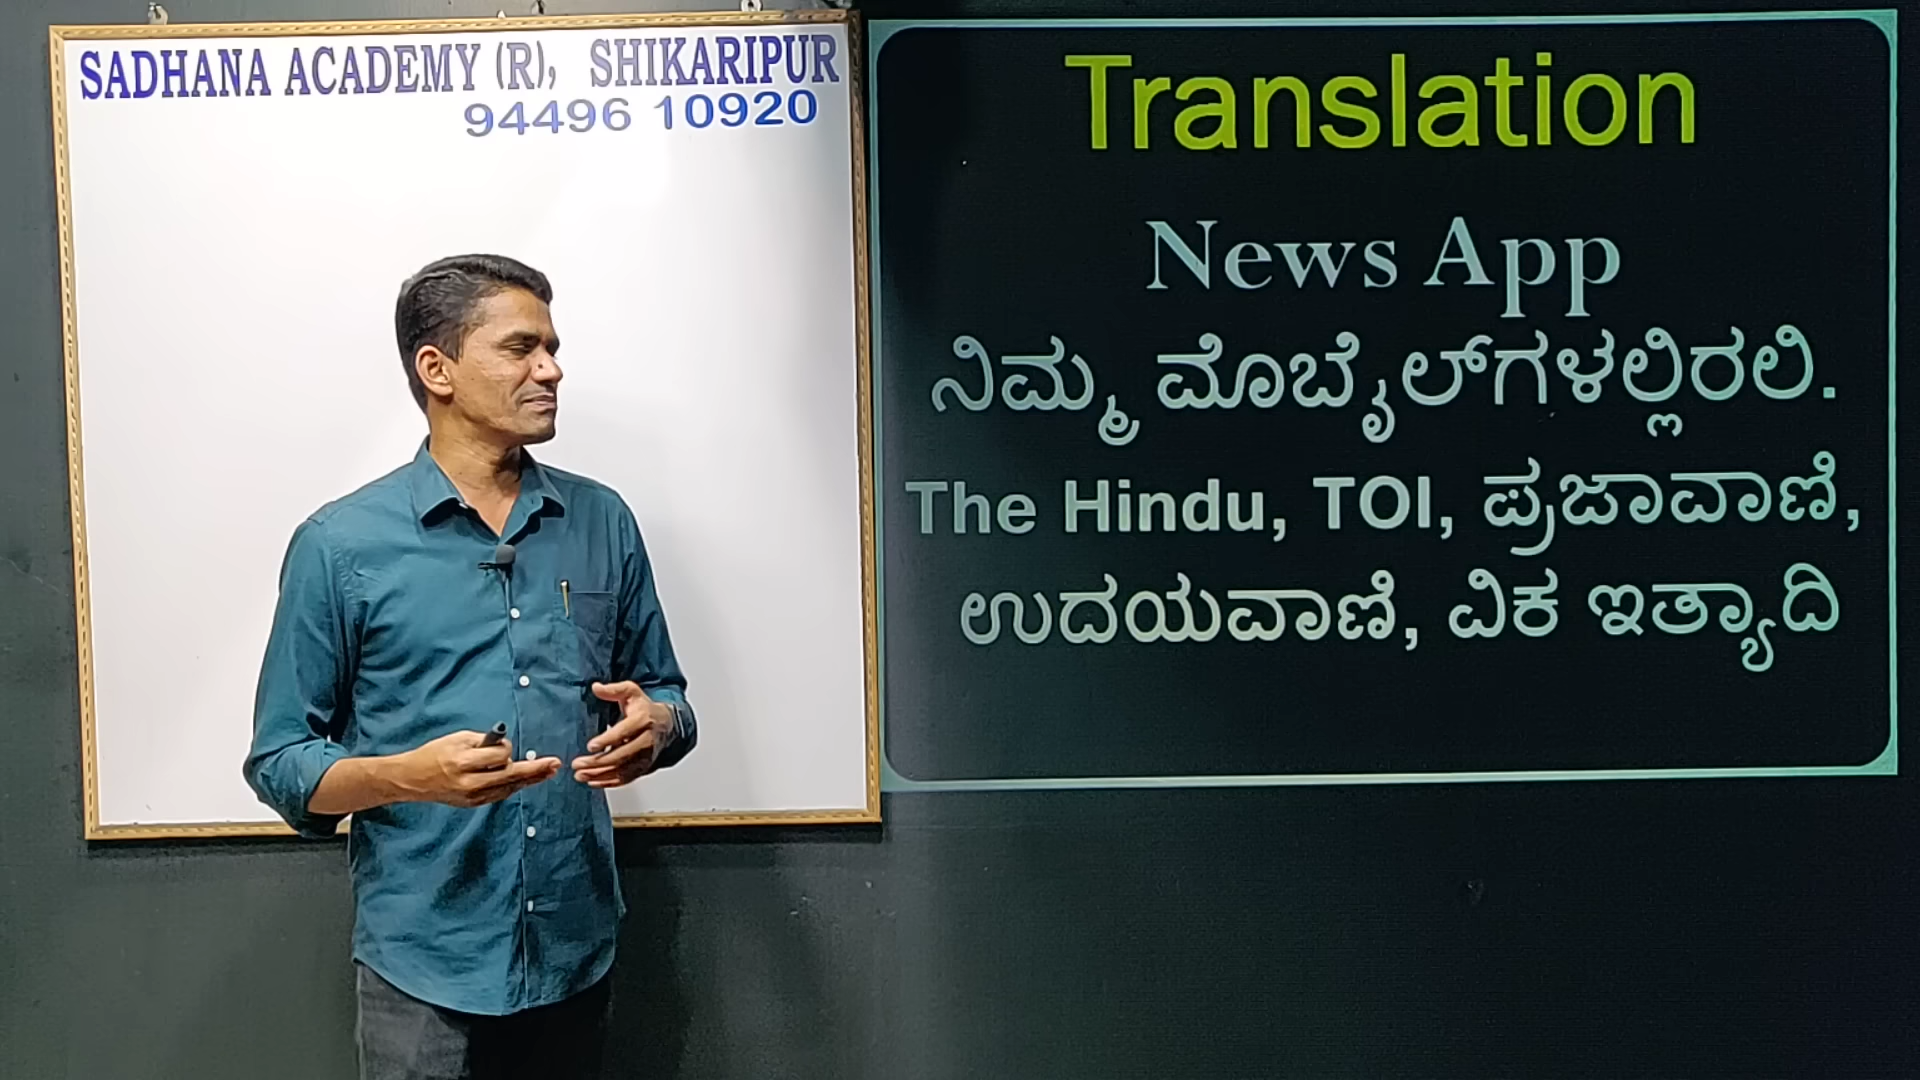 SADHANA ACADEMY (R), SHIKARIPUR
94496 10920
Translation
News App
ನಿಮ್ಮ ಮೊಬೈಲ್‌ಗಳಲ್ಲಿರಲಿ.
The Hindu, TOI, ಪ್ರಜಾವಾಣಿ,
ಉದಯವಾಣಿ, ವಿಕ ಇತ್ಯಾದಿ